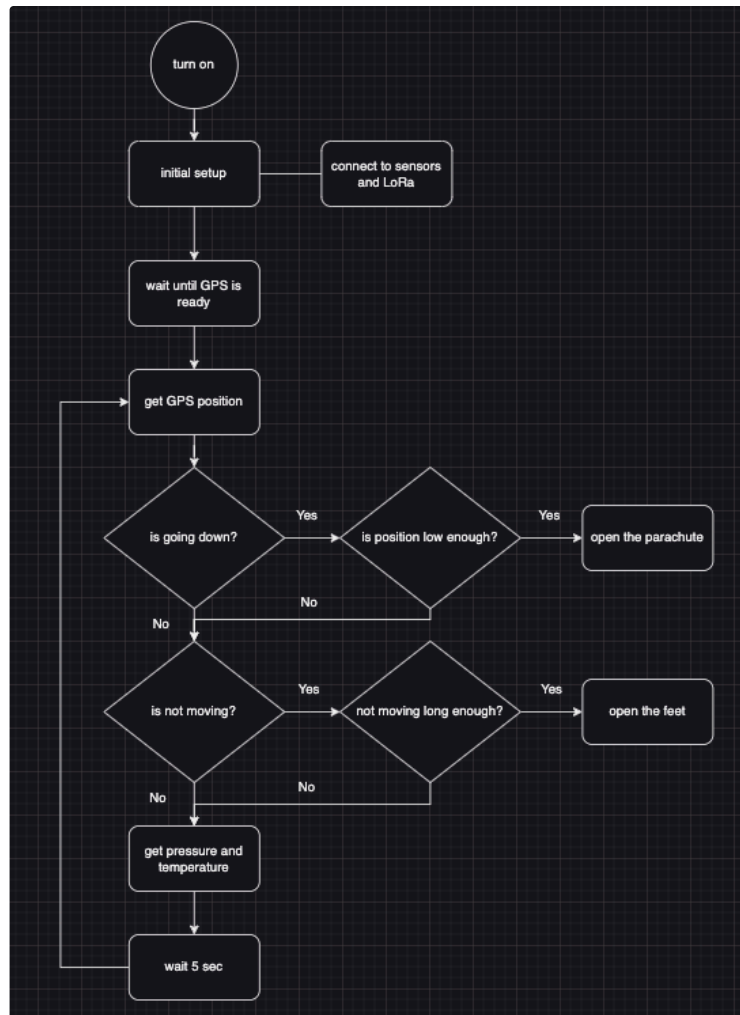 turn on
initial setup
connect to sensors
and LoRa
wait until GPS is
ready
get GPS position
is going down?
Yes
is position low enough?
Yes
open the parachute
No
No
is not moving?
Yes
not moving long enough?
Yes
open the feet
No
No
get pressure and
temperature
wait 5 sec